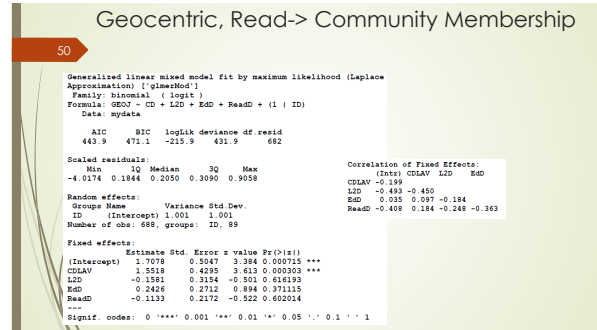 Geocentric, Read-> Community Membership
50
Generalized linear mixed model fit by maximum likelihood (Laplace
Approximation) ['glmerMod']
Family: binomial  ( logit )
Formula: GEOJ ~ CD + L2D + EdD + ReadD + (1 | ID)
Data: mydata
AIC      BIC   logLik deviance df.resid
443.9    471.1   -215.9    431.9      682
Scaled residuals:
Min      1Q  Median      3Q     Max
-4.0174  0.1844  0.2050  0.3090  0.9058
Random effects:
Groups Name        Variance Std.Dev.
ID     (Intercept) 1.001    1.001
Number of obs: 688, groups:  ID, 89
Fixed effects:
Estimate Std. Error z value Pr(>|z|)
(Intercept)   1.7078     0.5047   3.384 0.000715 ***
CDLAV         1.5518     0.4295   3.613 0.000303 ***
L2D          -0.1581     0.3154  -0.501 0.616193
EdD           0.2426     0.2712   0.894 0.371115
ReadD        -0.1133     0.2172  -0.522 0.602014
---
Signif. codes:  0 '***' 0.001 '**' 0.01 '*' 0.05 '.' 0.1 ' ' 1
Correlation of Fixed Effects:
(Intr) CDLAV  L2D    EdD
CDLAV -0.199
L2D   -0.493 -0.450
EdD    0.035  0.097 -0.184
ReadD -0.408  0.184 -0.248 -0.363